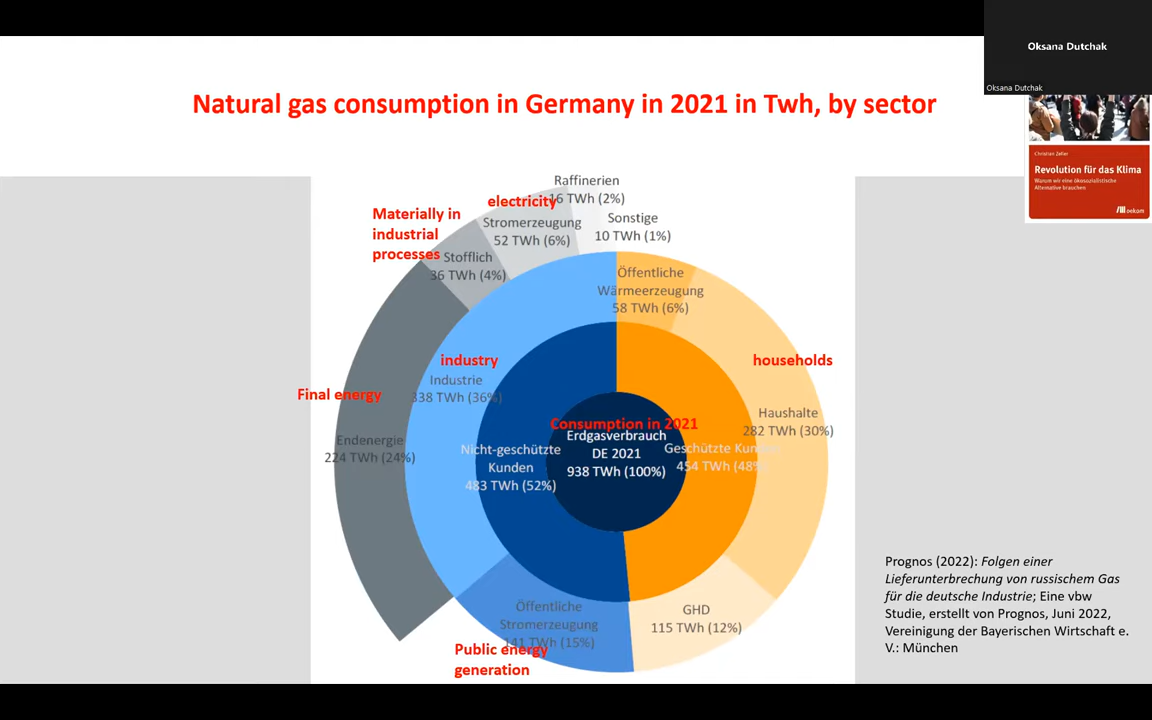 Oksana Dutchak
Oksana Dutchak
Natural gas consumption in Germany in 2021 in Twh, by sector
Christian Zeller
Revolution für das Klima
Warum wir eine ökosozialistische
Alternative brauchen
oekom
Raffinerien
16 TWh (2%)
electricity
Sonstige
10 TWh (1%)
Stromerzeugung
52 TWh (6%)
Materially in
industrial
processes
Stofflich
36 TWh (4%)
Öffentliche
Wärmeerzeugung
58 TWh (6%)
industry
Industrie
338 TWh (36%)
households
Haushalte
282 TWh (30%)
Final energy
Endenergie
224 TWh (24%)
Consumption in 2021
Erdgasverbrauch
DE 2021
938 TWh (100%)
Nicht-geschützte
Kunden
483 TWh (52%)
Geschützte Kunden
454 TWh (48%)
Öffentliche
Stromerzeugung
141 TWh (15%)
Public energy
generation
GHD
115 TWh (12%)
Prognos (2022): Folgen einer
Lieferunterbrechung von russischem Gas
für die deutsche Industrie; Eine vbw
Studie, erstellt von Prognos, Juni 2022,
Vereinigung der Bayerischen Wirtschaft e.
V.: München